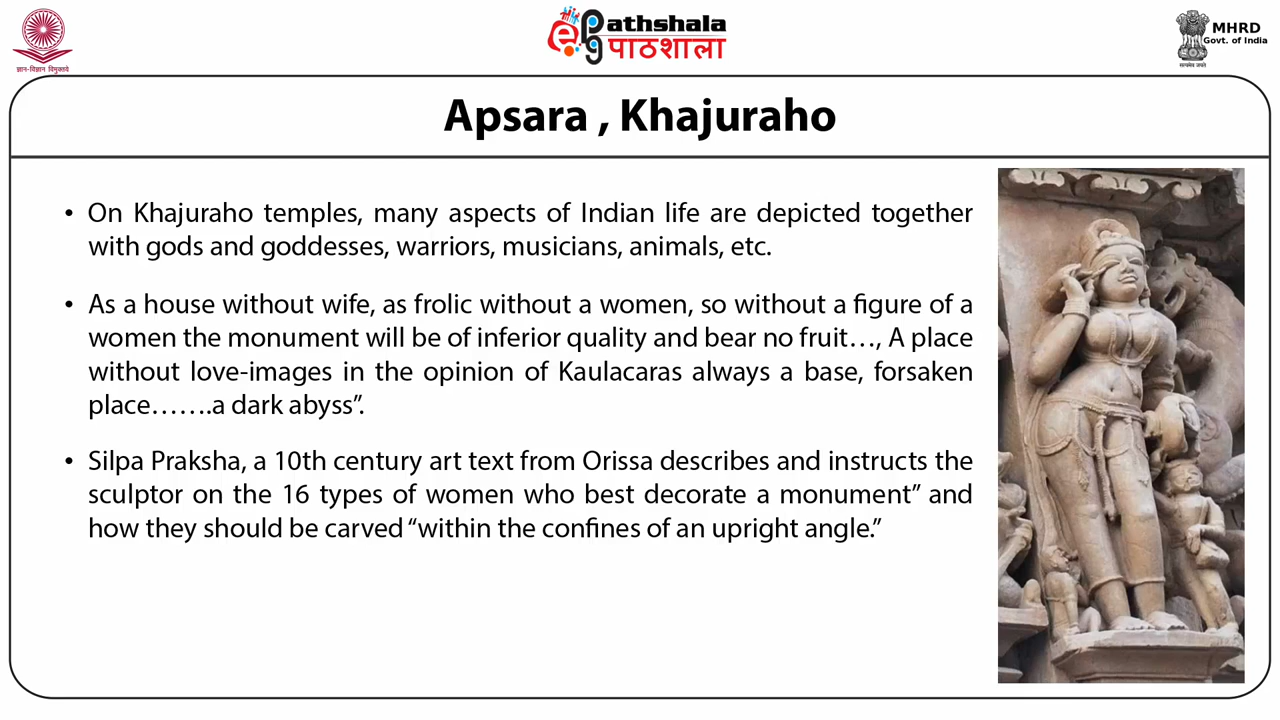 ज्ञान-विज्ञान विमुक्तये
epathshala
पाठशाला
MHRD
Govt. of India
सत्यमेव जयते
Apsara , Khajuraho
• On Khajuraho temples, many aspects of Indian life are depicted together
with gods and goddesses, warriors, musicians, animals, etc.
• As a house without wife, as frolic without a women, so without a figure of a
women the monument will be of inferior quality and bear no fruit…, A place
without love-images in the opinion of Kaulacaras always a base, forsaken
place…….a dark abyss”.
• Silpa Praksha, a 10th century art text from Orissa describes and instructs the
sculptor on the 16 types of women who best decorate a monument” and
how they should be carved “within the confines of an upright angle.”